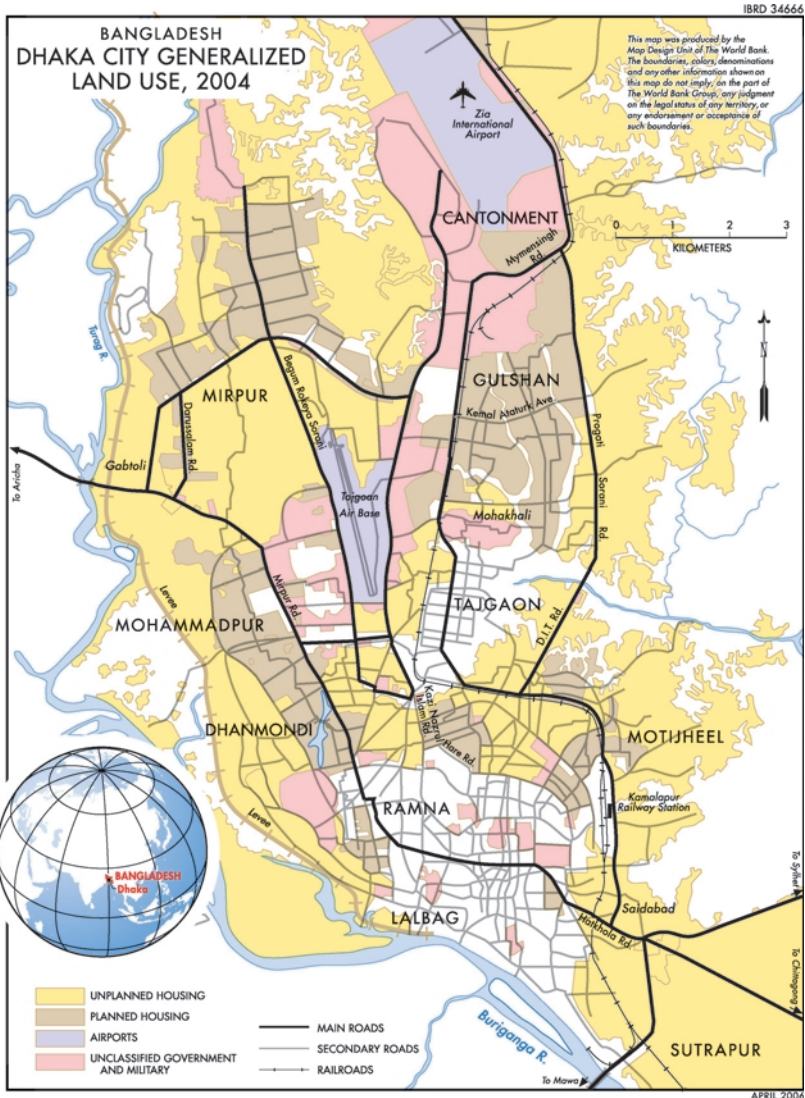 IBRD 34666
BANGLADESH
DHAKA CITY GENERALIZED
LAND USE, 2004
This map was produced by the
Map Design Unit of The World Bank.
The boundaries, colors, denominations
and any other information shown on
this map do not imply, on the part of
The World Bank Group, any judgment
on the legal status of any territory, or
any endorsement or acceptance of
such boundaries.
Zia
International
Airport
CANTONMENT
Mymensingh
Rd.
0 1 2 3
KILOMETERS
N
Turag R.
GULSHAN
Kemal Ataturk Ave
MIRPUR
Begum Rokeya Sarani
Darussalam Rd.
Progati Sarani Rd.
Gabtoli
To Aricha
Tajgoan
Air Base
Mohakhali
Mirpur Rd.
TAJGAON
D.I.T. Rd.
Levee
MOHAMMADPUR
DHANMONDI
Kazi Nazrul
Islam Rd.
Hare Rd.
MOTIJHEEL
Kamalapur
Railway Station
RAMNA
Levee
BANGLADESH
Dhaka
To Sylhet
LALBAG
Saidabad
Hatkhola Rd.
To Chittagong
UNPLANNED HOUSING
PLANNED HOUSING
AIRPORTS
UNCLASSIFIED GOVERNMENT
AND MILITARY
MAIN ROADS
SECONDARY ROADS
RAILROADS
Buriganga R.
SUTRAPUR
To Mawa
APRIL 2006